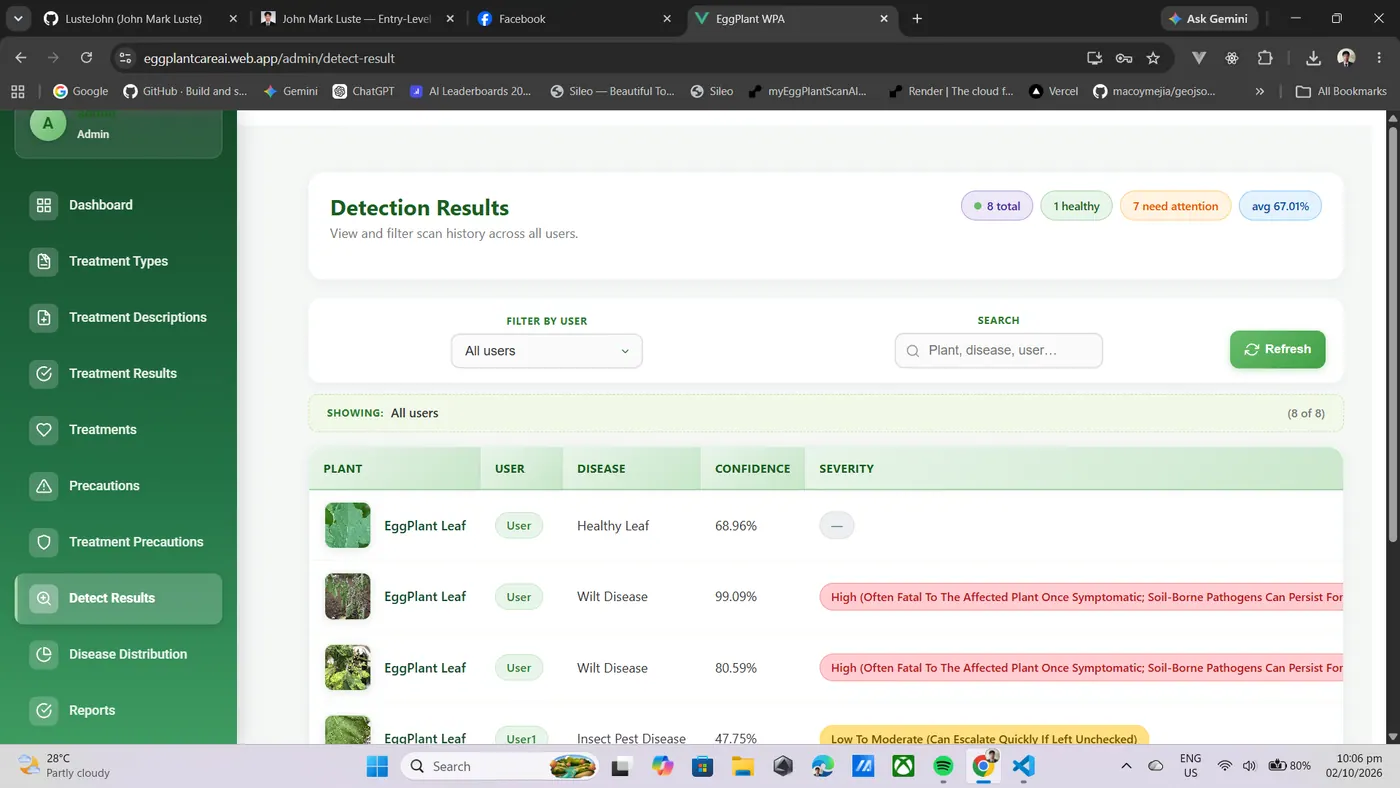 LusteJohn (John Mark Luste)
John Mark Luste — Entry-Level
Facebook
EggPlant WPA
Ask Gemini
eggplantcareai.web.app/admin/detect-result
Google
GitHub · Build and s...
Gemini
ChatGPT
AI Leaderboards 20...
Sileo — Beautiful To...
Sileo
myEggPlantScanAI...
Render | The cloud f...
Vercel
macoymejia/geojso...
All Bookmarks
A
Admin
Dashboard
Treatment Types
Treatment Descriptions
Treatment Results
Treatments
Precautions
Treatment Precautions
Detect Results
Disease Distribution
Reports
Detection Results
View and filter scan history across all users.
8 total
1 healthy
7 need attention
avg 67.01%
FILTER BY USER
All users
SEARCH
Plant, disease, user…
Refresh
SHOWING: All users
(8 of 8)
PLANT USER DISEASE CONFIDENCE SEVERITY
EggPlant Leaf User Healthy Leaf 68.96% —
EggPlant Leaf User Wilt Disease 99.09% High (Often Fatal To The Affected Plant Once Symptomatic; Soil-Borne Pathogens Can Persist For
EggPlant Leaf User Wilt Disease 80.59% High (Often Fatal To The Affected Plant Once Symptomatic; Soil-Borne Pathogens Can Persist For
EggPlant Leaf User1 Insect Pest Disease 47.75% Low To Moderate (Can Escalate Quickly If Left Unchecked)
28°C
Partly cloudy
Search
ENG
US
80%
10:06 pm
02/10/2026